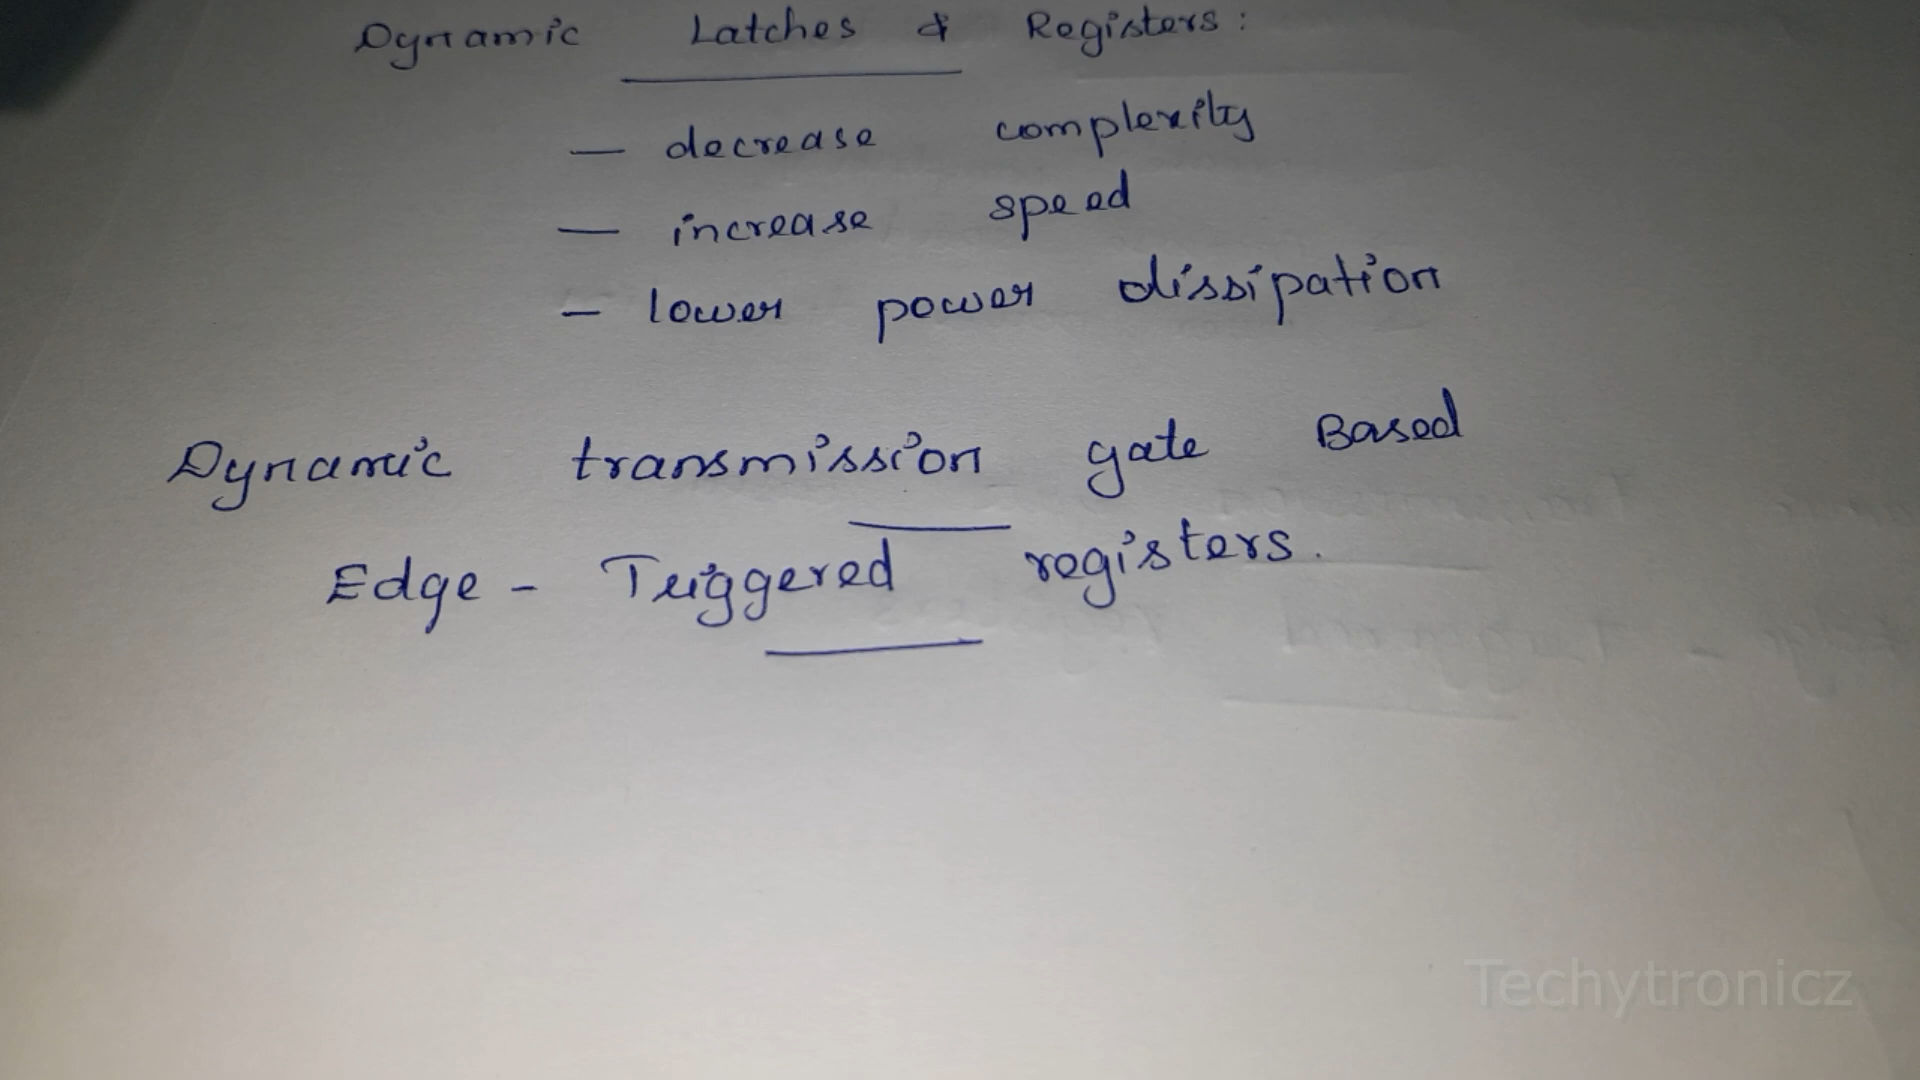 Dynamic Latches & Registers:
— decrease complexity
— increase speed
— lower power dissipation
Dynamic transmission gate Based
Edge - Triggered registers.
Techytronicz